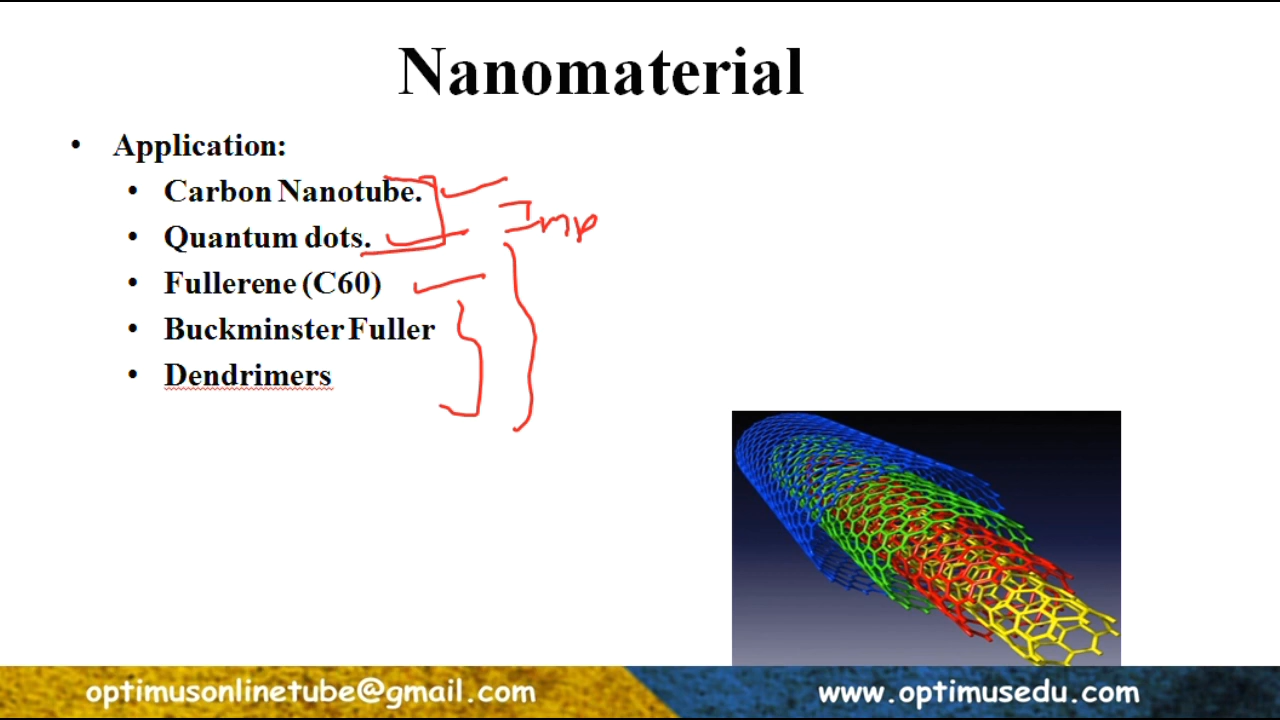 Nanomaterial
• Application:
• Carbon Nanotube.
• Quantum dots.
Imp
• Fullerene (C60)
• Buckminster Fuller
• Dendrimers
optimusonlinetube@gmail.com
www.optimusedu.com